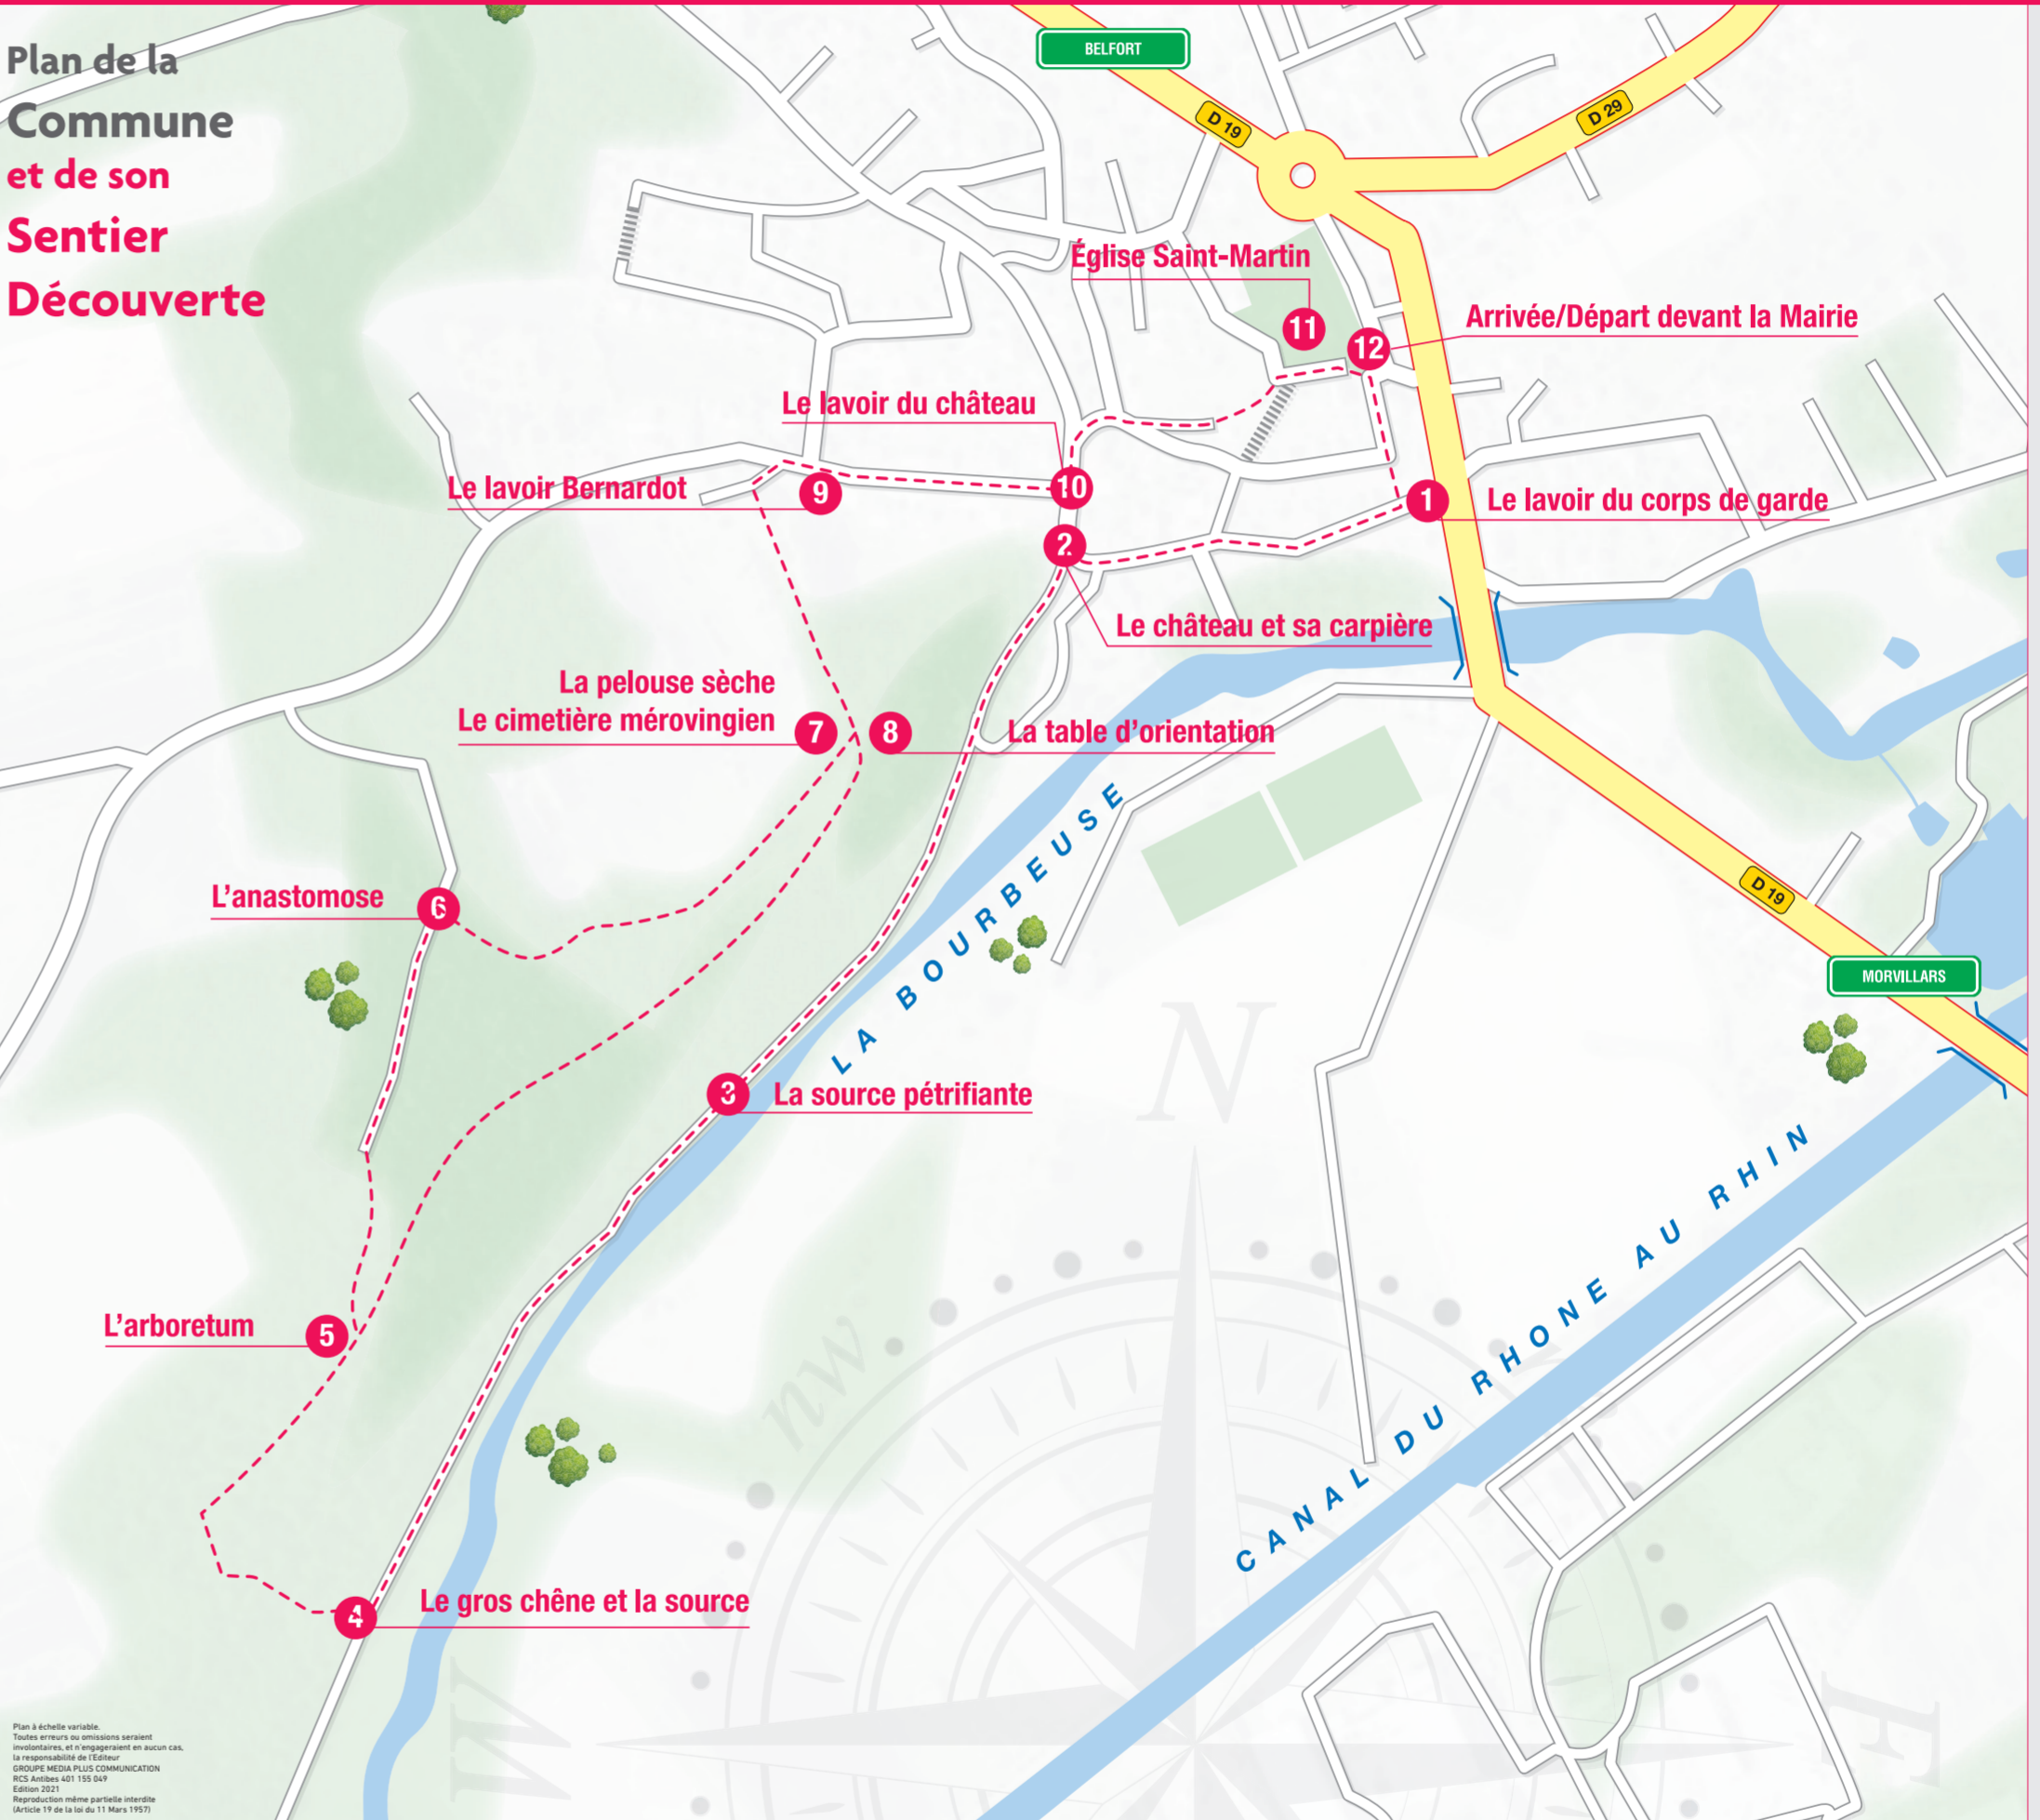 Plan de la
Commune
et de son
Sentier
Découverte
BELFORT
D 19
D 29
Église Saint-Martin
11
Arrivée/Départ devant la Mairie
12
Le lavoir du château
10
Le lavoir Bernardot
9
1
Le lavoir du corps de garde
2
Le château et sa carpière
La pelouse sèche
Le cimetière mérovingien
7
8
La table d'orientation
L'anastomose
6
LA BOURBEUSE
D 19
MORVILLARS
N
3
La source pétrifiante
CANAL DU RHONE AU RHIN
L'arboretum
5
nw
4
Le gros chêne et la source
W
E
Plan à échelle variable.
Toutes erreurs ou omissions seraient
involontaires, et n'engageraient en aucun cas,
la responsabilité de l'Editeur
GROUPE MEDIA PLUS COMMUNICATION
RCS Antibes 401 155 049
Edition 2021
Reproduction même partielle interdite
(Article 19 de la loi du 11 Mars 1957)